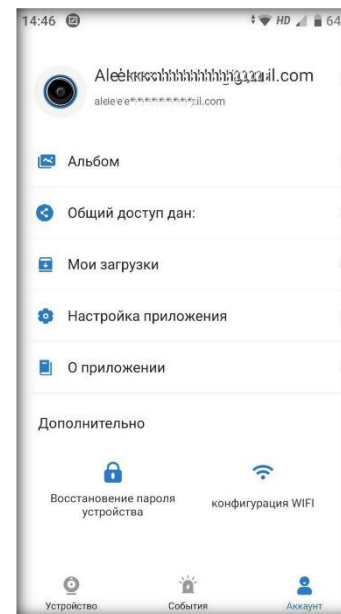 14:46 HD 64
Альбом
Общий доступ дан:
Мои загрузки
Настройка приложения
О приложении
Дополнительно
Восстановление пароля
устройства
конфигурация WIFI
Устройство События Аккаунт